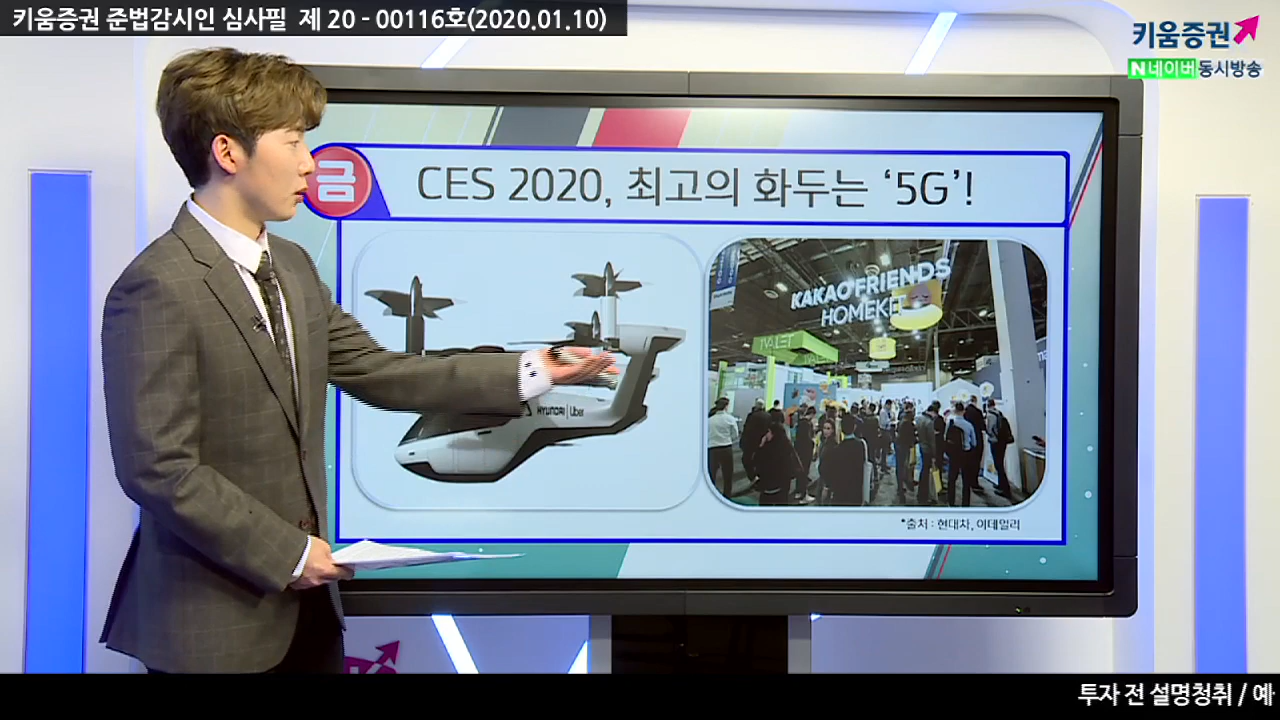 키움증권 준법감시인 심사필 제 20 - 00116호(2020.01.10)
키움증권
N 네이버 동시방송
금
CES 2020, 최고의 화두는 ‘5G’!
KAKAO FRIENDS
HOMEKIT
HYUNDAI | Uber
*출처 : 현대차, 이데일리
투자 전 설명청취 / 예